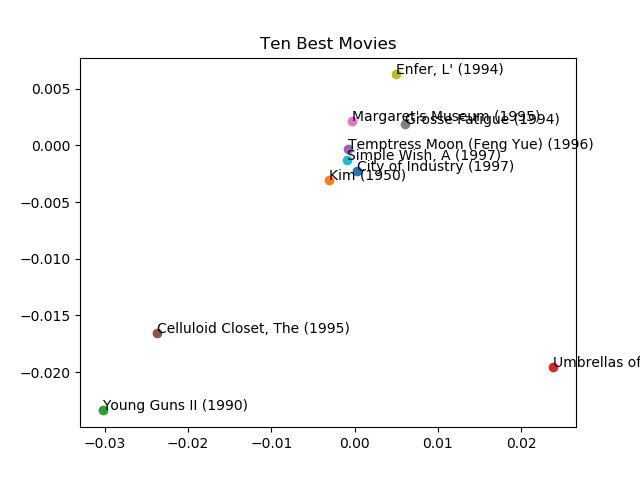 Ten Best Movies
Enfer, L' (1994)
Margaret's Museum (1995)
Grosse Fatigue (1994)
Temptress Moon (Feng Yue) (1996)
Simple Wish, A (1997)
City of Industry (1997)
Kim (1950)
Celluloid Closet, The (1995)
Umbrellas of
Young Guns II (1990)
0.005
0.000
−0.005
−0.010
−0.015
−0.020
−0.03
−0.02
−0.01
0.00
0.01
0.02